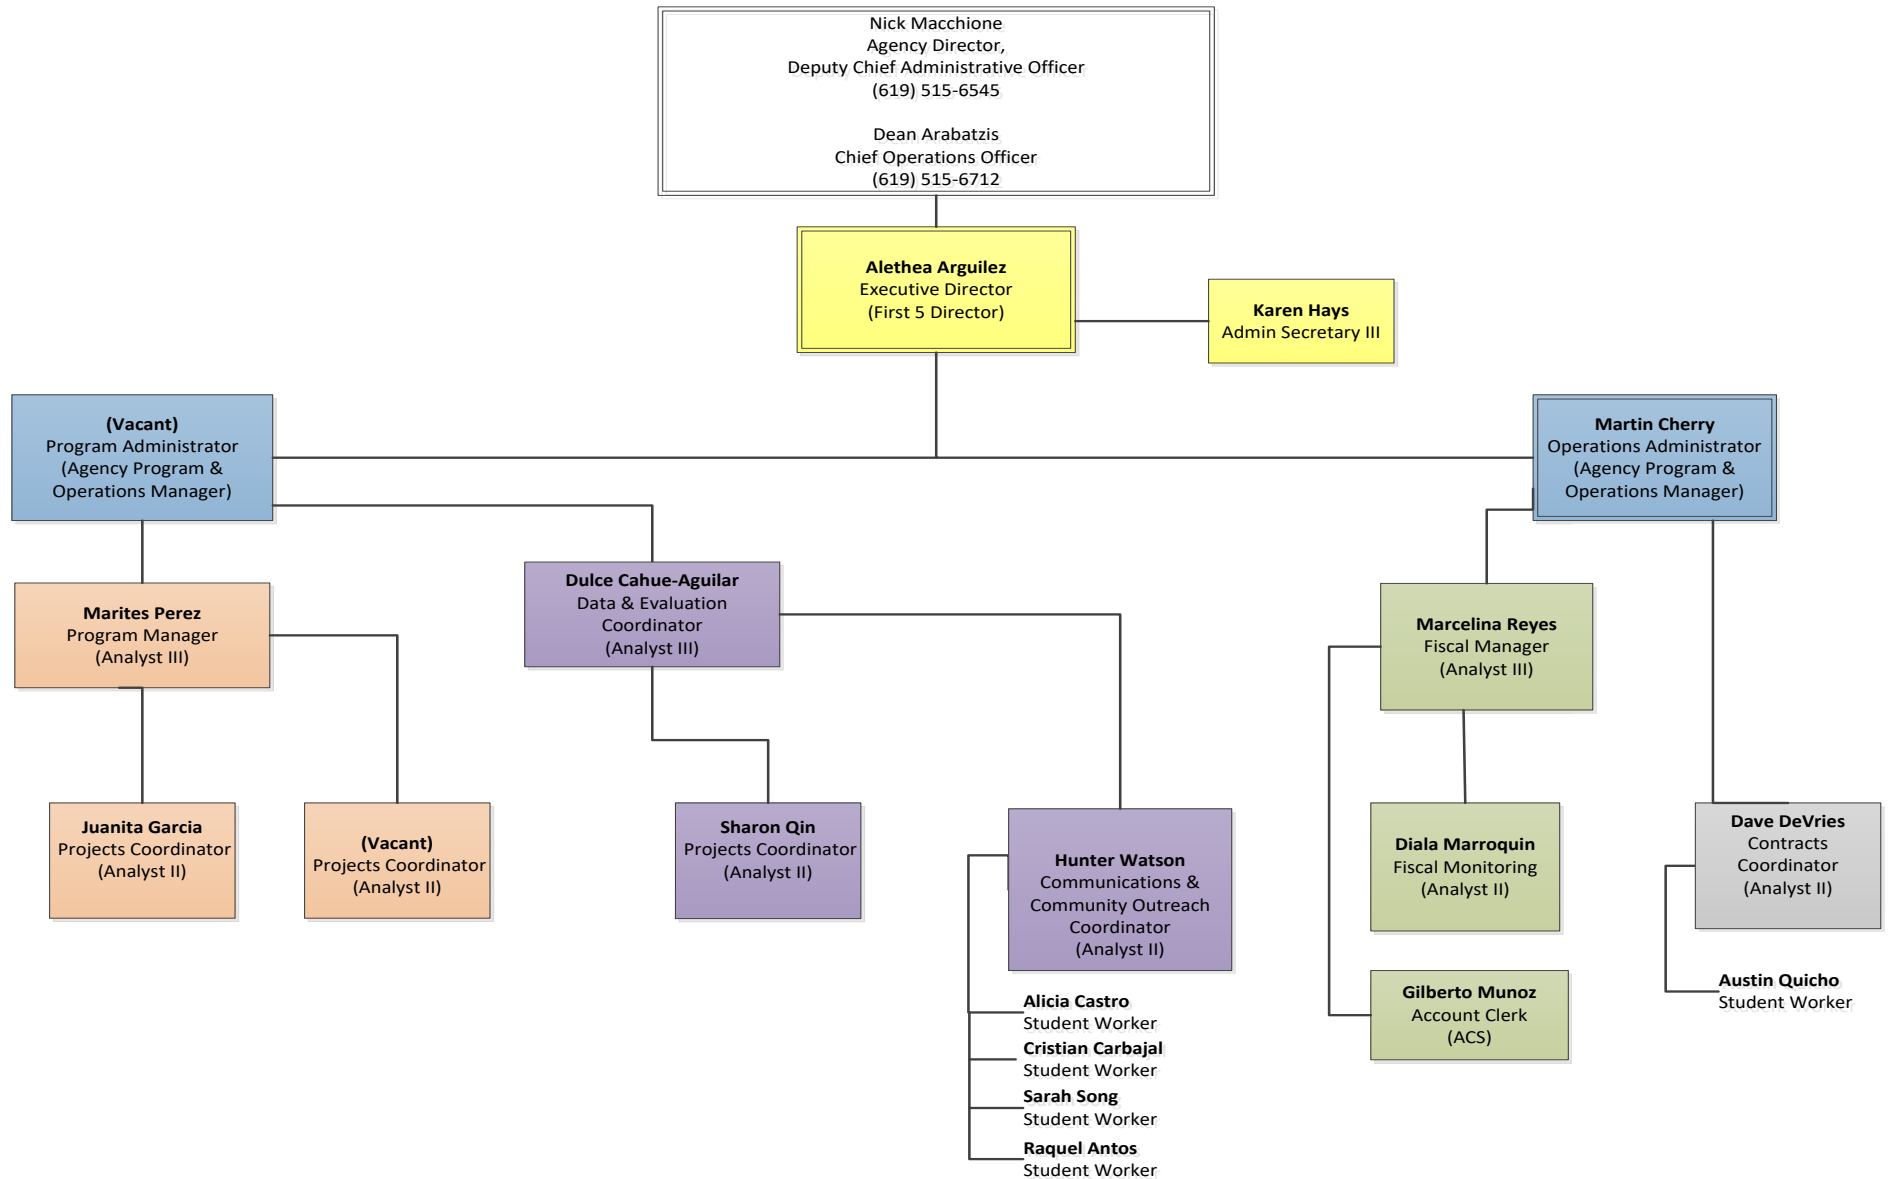 Nick Macchione
Agency Director,
Deputy Chief Administrative Officer
(619) 515-6545
Dean Arabatzis
Chief Operations Officer
(619) 515-6712
Alethea Arguilez
Executive Director
(First 5 Director)
Karen Hays
Admin Secretary III
(Vacant)
Program Administrator
(Agency Program &
Operations Manager)
Martin Cherry
Operations Administrator
(Agency Program &
Operations Manager)
Marites Perez
Program Manager
(Analyst III)
Dulce Cahue-Aguilar
Data & Evaluation
Coordinator
(Analyst III)
Marcelina Reyes
Fiscal Manager
(Analyst III)
Juanita Garcia
Projects Coordinator
(Analyst II)
(Vacant)
Projects Coordinator
(Analyst II)
Sharon Qin
Projects Coordinator
(Analyst II)
Hunter Watson
Communications &
Community Outreach
Coordinator
(Analyst II)
Diala Marroquin
Fiscal Monitoring
(Analyst II)
Dave DeVries
Contracts
Coordinator
(Analyst II)
Alicia Castro
Student Worker
Cristian Carbajal
Student Worker
Sarah Song
Student Worker
Raquel Antos
Student Worker
Gilberto Munoz
Account Clerk
(ACS)
Austin Quicho
Student Worker